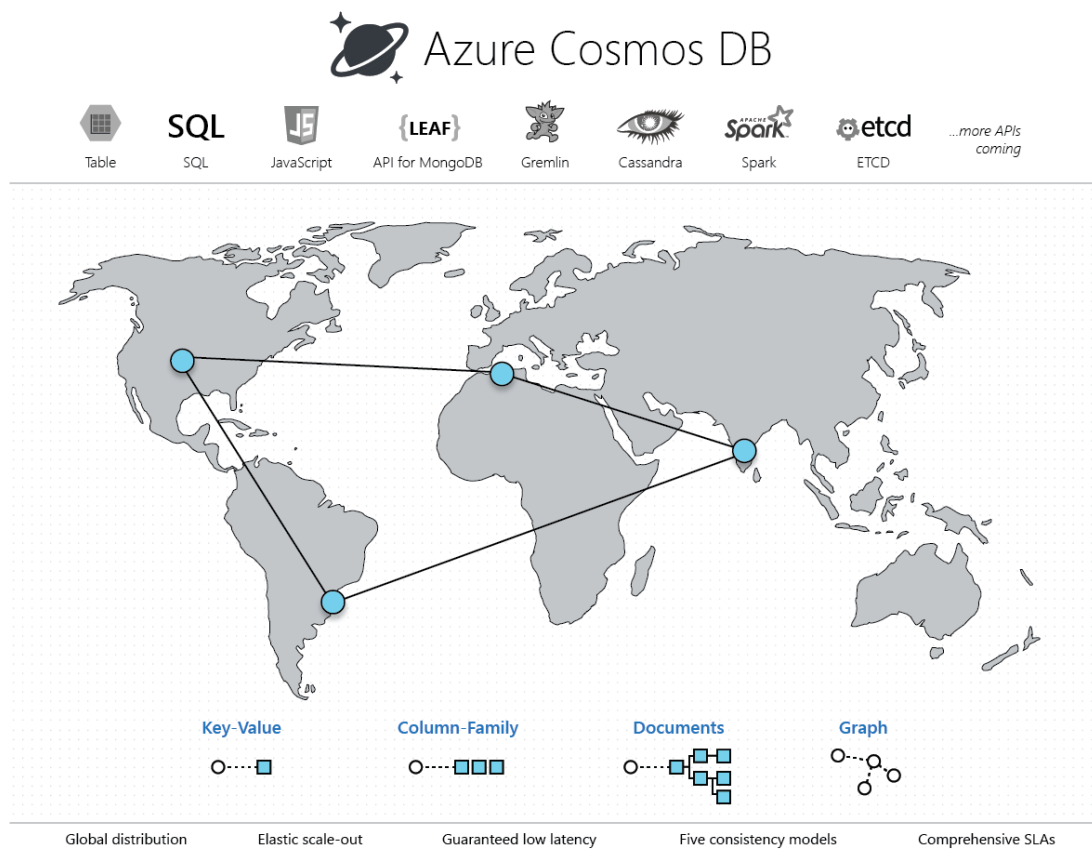 Azure Cosmos DB
SQL
JS
{LEAF}
APACHE
Spark
etcd
...more APIs
coming
Table
SQL
JavaScript
API for MongoDB
Gremlin
Cassandra
Spark
ETCD
Key-Value
Column-Family
Documents
Graph
Global distribution
Elastic scale-out
Guaranteed low latency
Five consistency models
Comprehensive SLAs